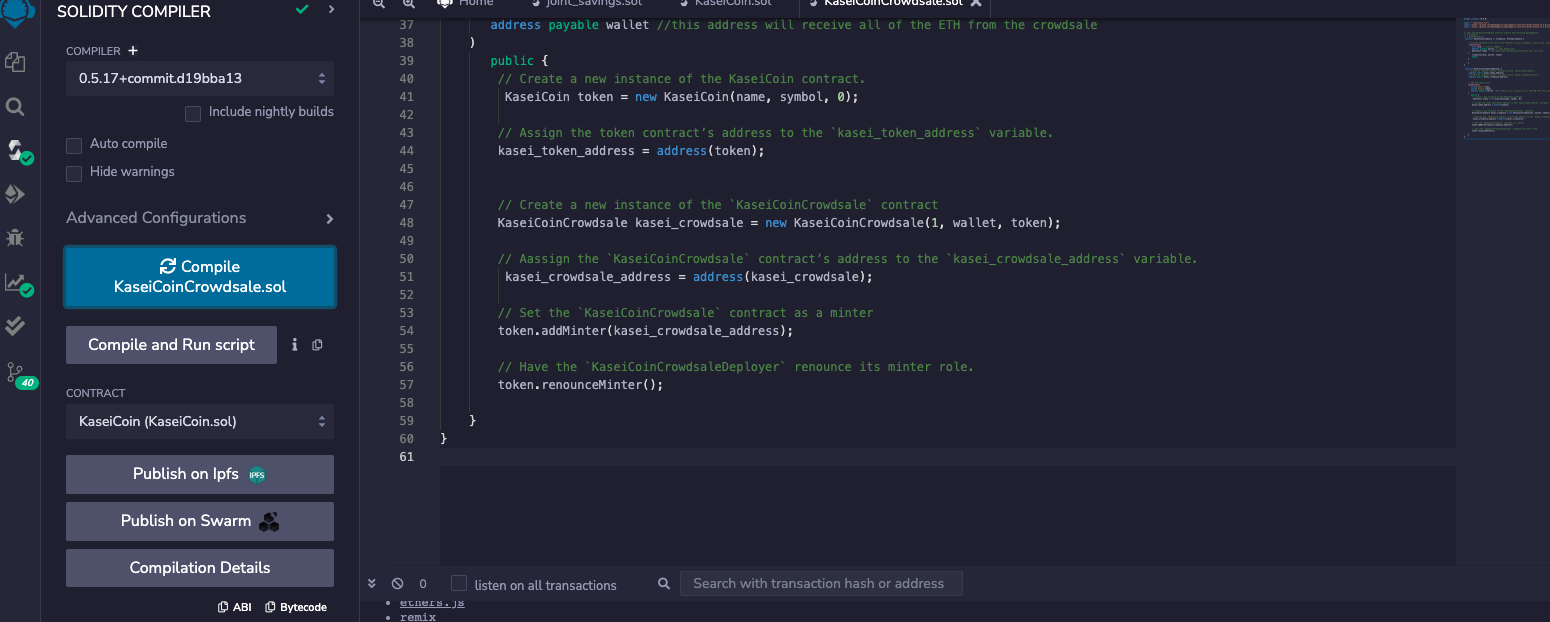 SOLIDITY COMPILER
COMPILER +
0.5.17+commit.d19bba13
Include nightly builds
Auto compile
Hide warnings
Advanced Configurations
Compile
KaseiCoinCrowdsale.sol
Compile and Run script
CONTRACT
KaseiCoin (KaseiCoin.sol)
Publish on Ipfs
IPFS
Publish on Swarm
Compilation Details
ABI
Bytecode
40
Home
joint_savings.sol
KaseiCoin.sol
KaseiCoinCrowdsale.sol
37 address payable wallet //this address will receive all of the ETH from the crowdsale
38 )
39 public {
40 // Create a new instance of the KaseiCoin contract.
41 KaseiCoin token = new KaseiCoin(name, symbol, 0);
42
43 // Assign the token contract’s address to the `kasei_token_address` variable.
44 kasei_token_address = address(token);
45
46
47 // Create a new instance of the `KaseiCoinCrowdsale` contract
48 KaseiCoinCrowdsale kasei_crowdsale = new KaseiCoinCrowdsale(1, wallet, token);
49
50 // Aassign the `KaseiCoinCrowdsale` contract’s address to the `kasei_crowdsale_address` variable.
51 kasei_crowdsale_address = address(kasei_crowdsale);
52
53 // Set the `KaseiCoinCrowdsale` contract as a minter
54 token.addMinter(kasei_crowdsale_address);
55
56 // Have the `KaseiCoinCrowdsaleDeployer` renounce its minter role.
57 token.renounceMinter();
58
59 }
60 }
61
0
listen on all transactions
Search with transaction hash or address
ethers.js
remix